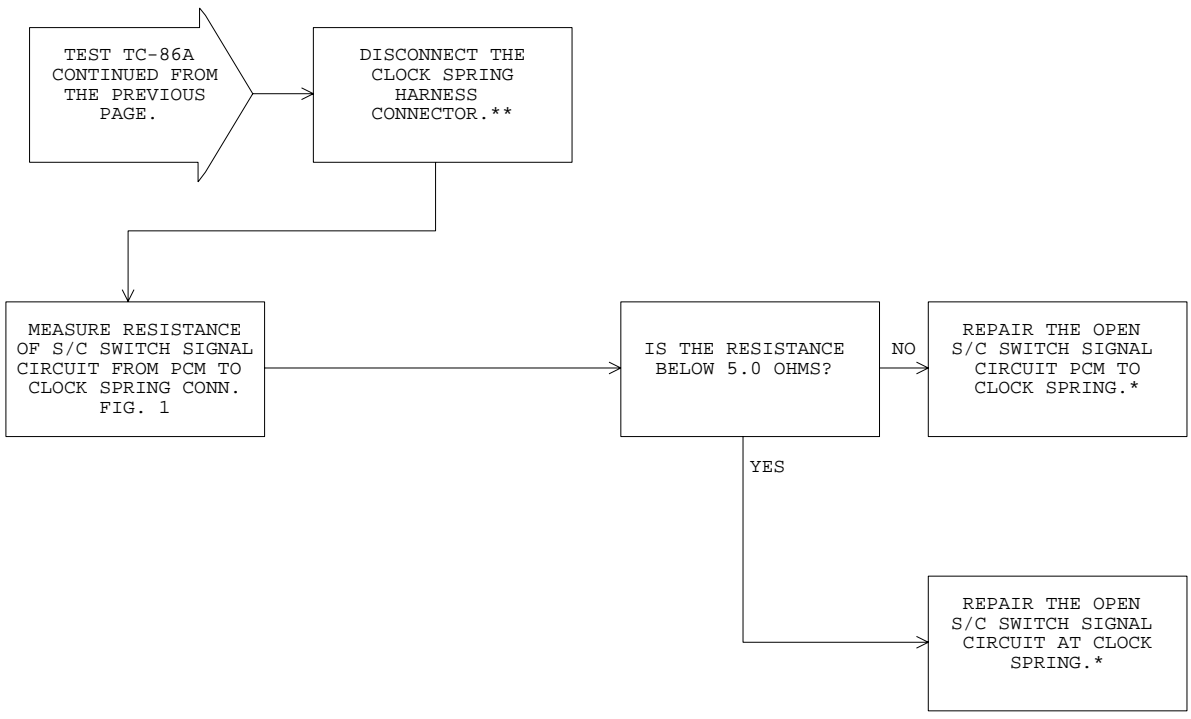 TEST TC-86A
CONTINUED FROM
THE PREVIOUS
PAGE.
DISCONNECT THE
CLOCK SPRING
HARNESS
CONNECTOR.**
MEASURE RESISTANCE
OF S/C SWITCH SIGNAL
CIRCUIT FROM PCM TO
CLOCK SPRING CONN.
FIG. 1
IS THE RESISTANCE
BELOW 5.0 OHMS?
NO
REPAIR THE OPEN
S/C SWITCH SIGNAL
CIRCUIT PCM TO
CLOCK SPRING.*
YES
REPAIR THE OPEN
S/C SWITCH SIGNAL
CIRCUIT AT CLOCK
SPRING.*